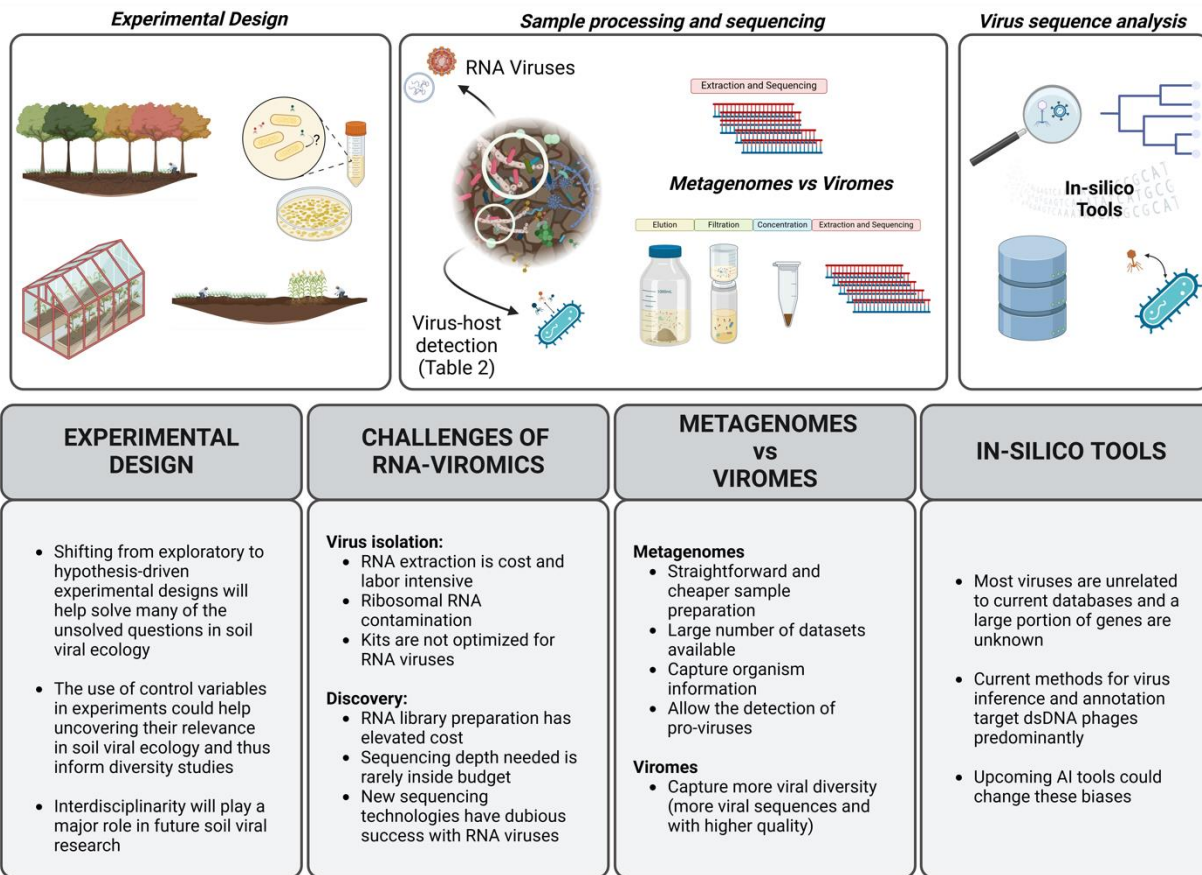 Experimental Design
Sample processing and sequencing
Virus sequence analysis
?
RNA Viruses
Virus-host
detection
(Table 2)
Extraction and Sequencing
Metagenomes vs Viromes
Elution
Filtration
Concentration
Extraction and Sequencing
In-silico
Tools
EXPERIMENTAL
DESIGN
• Shifting from exploratory to
hypothesis-driven
experimental designs will
help solve many of the
unsolved questions in soil
viral ecology
• The use of control variables
in experiments could help
uncovering their relevance
in soil viral ecology and thus
inform diversity studies
• Interdisciplinarity will play a
major role in future soil viral
research
CHALLENGES OF
RNA-VIROMICS
Virus isolation:
• RNA extraction is cost and
labor intensive
• Ribosomal RNA
contamination
• Kits are not optimized for
RNA viruses
Discovery:
• RNA library preparation has
elevated cost
• Sequencing depth needed is
rarely inside budget
• New sequencing
technologies have dubious
success with RNA viruses
METAGENOMES
vs
VIROMES
Metagenomes
• Straightforward and
cheaper sample
preparation
• Large number of datasets
available
• Capture organism
information
• Allow the detection of
pro-viruses
Viromes
• Capture more viral diversity
(more viral sequences and
with higher quality)
IN-SILICO TOOLS
• Most viruses are unrelated
to current databases and a
large portion of genes are
unknown
• Current methods for virus
inference and annotation
target dsDNA phages
predominantly
• Upcoming AI tools could
change these biases